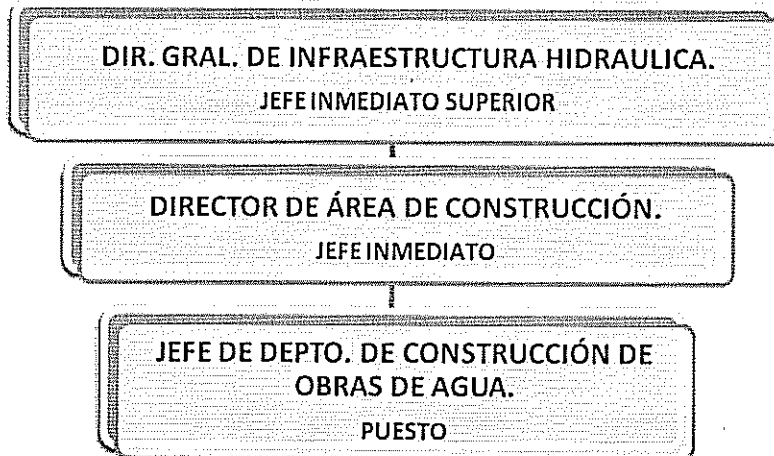 DIR. GRAL. DE INFRAESTRUCTURA HIDRAULICA.
JEFE INMEDIATO SUPERIOR
DIRECTOR DE ÁREA DE CONSTRUCCIÓN.
JEFE INMEDIATO
JEFE DE DEPTO. DE CONSTRUCCIÓN DE
OBRAS DE AGUA.
PUESTO